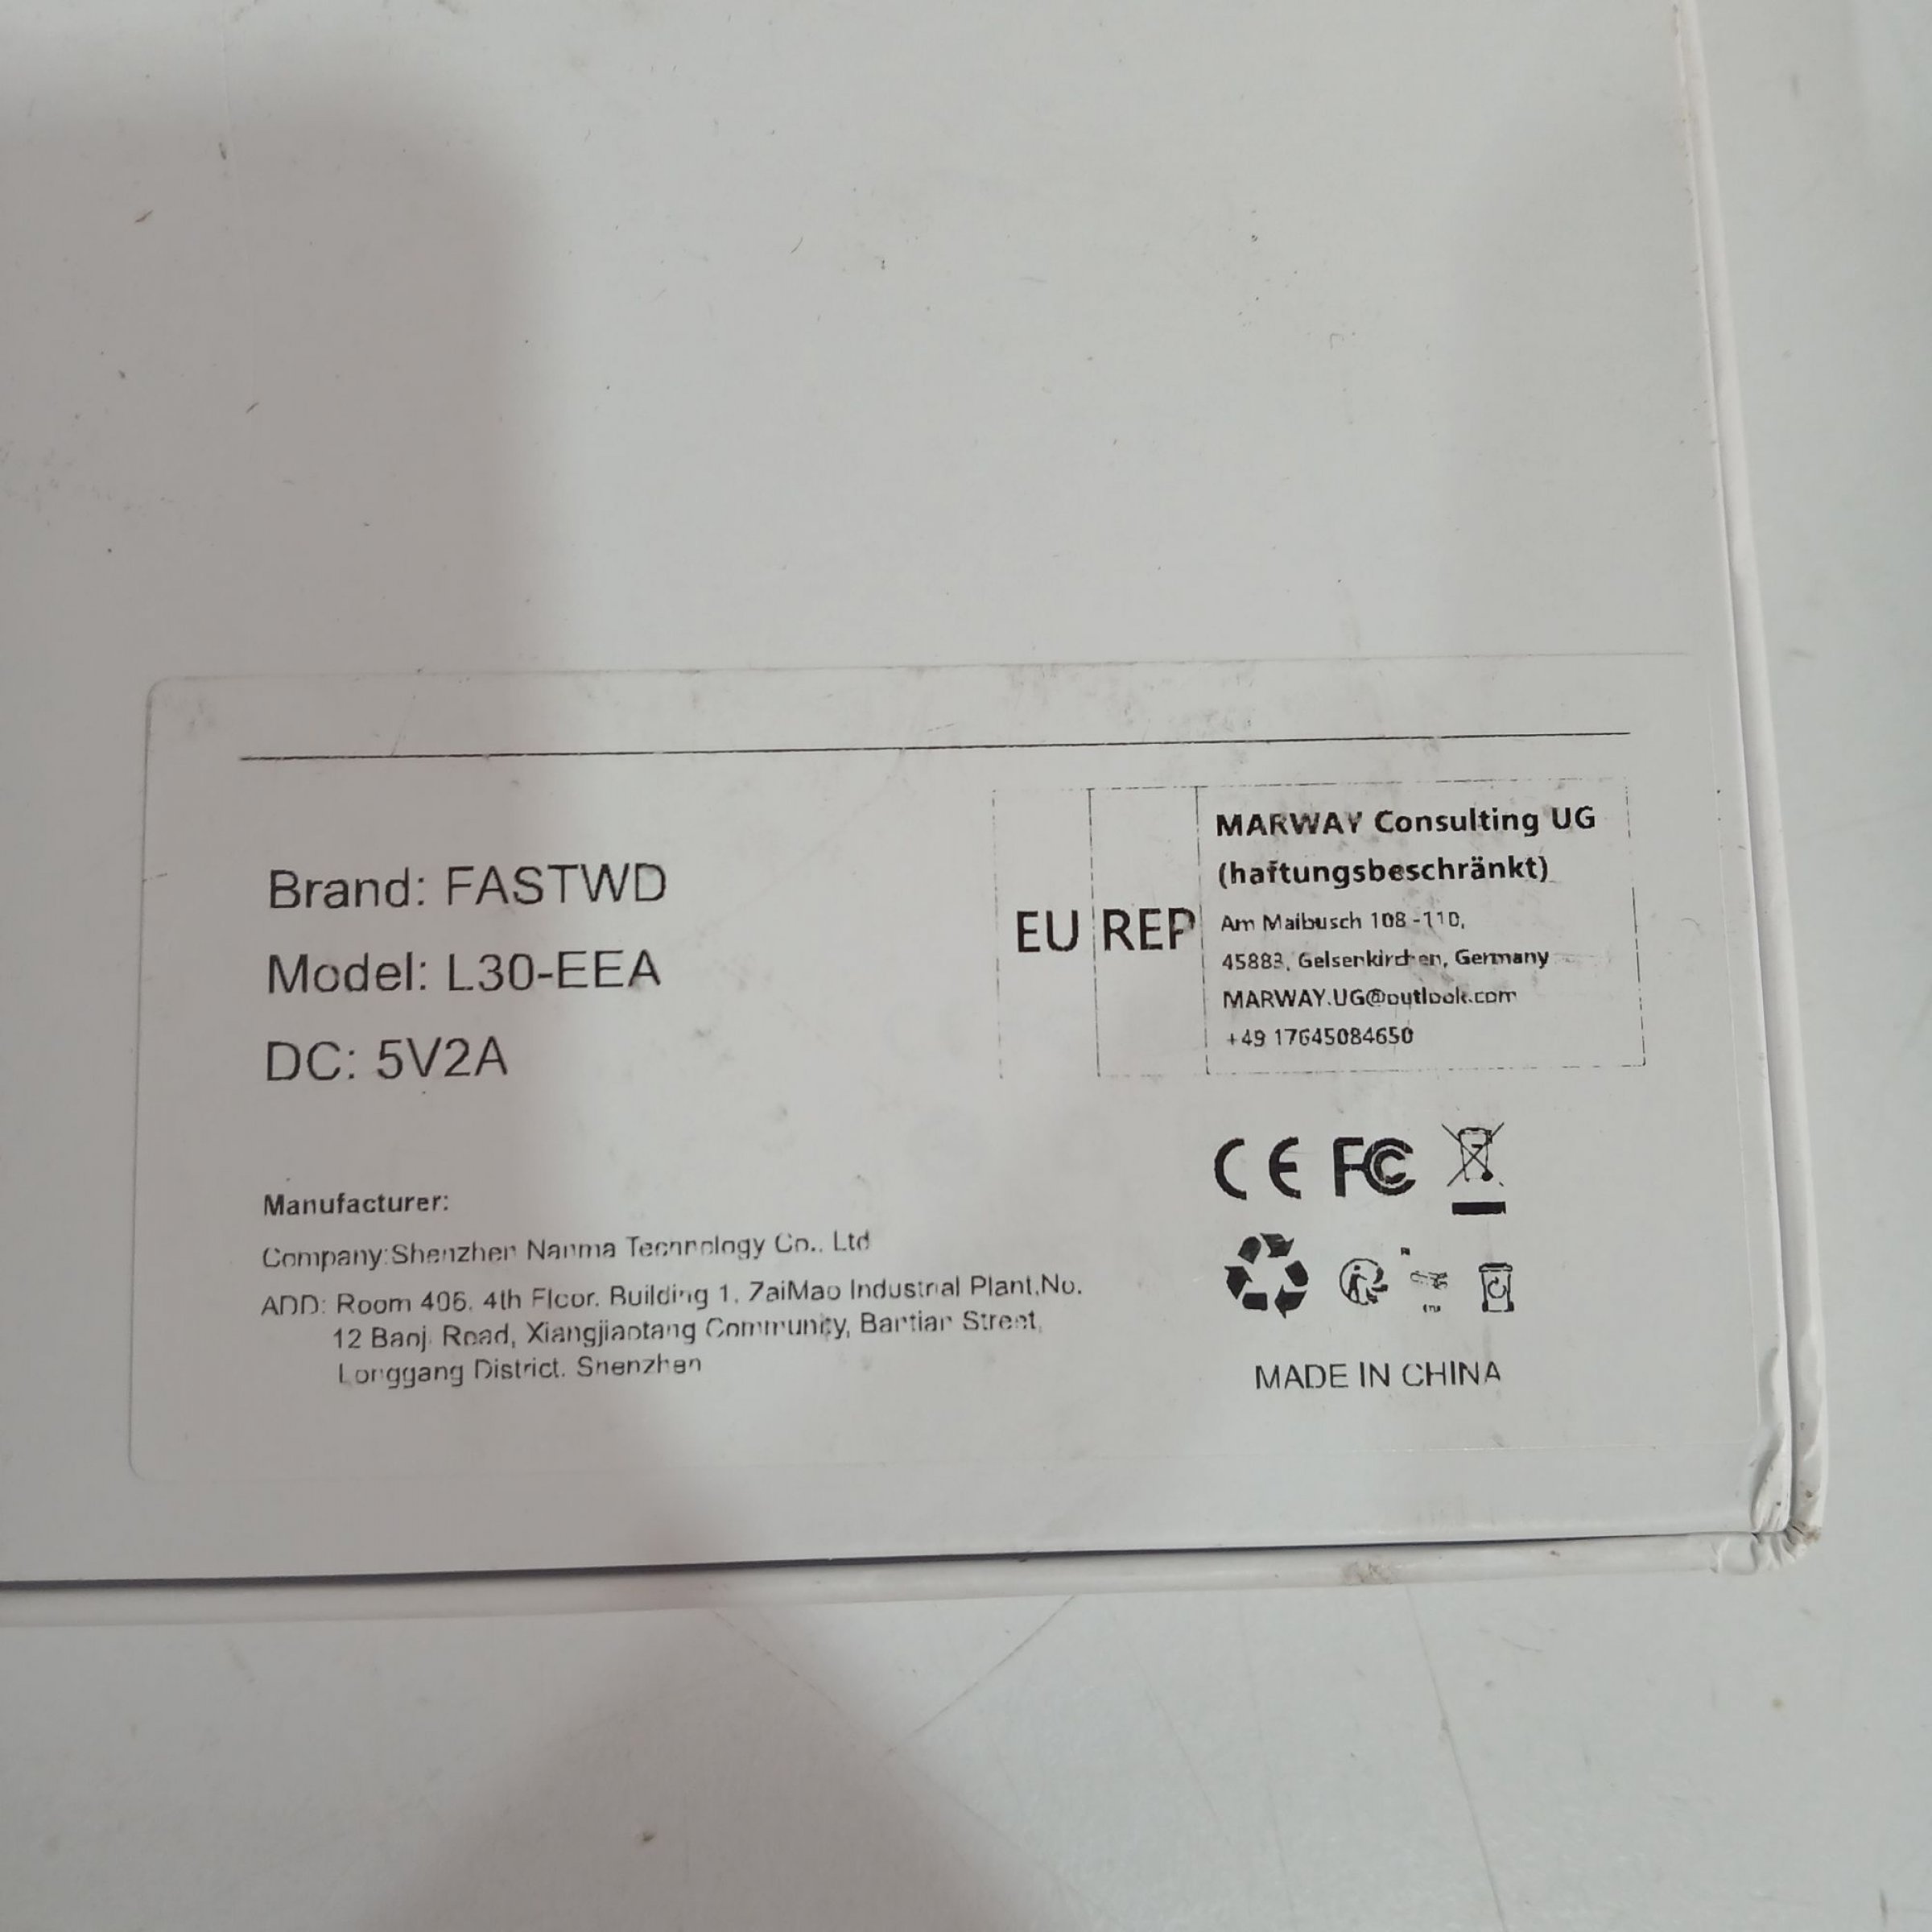 Brand: FASTWD
Model: L30-EEA
DC: 5V2A
EU REP
MARWAY Consulting UG
(haftungsbeschränkt)
Am Maibusch 108-110,
45883, Gelsenkirchen, Germany
MARWAY.UG@outlook.com
+49 17645084650
Manufacturer:
Company:Shenzhen Nanma Technology Co., Ltd
ADD: Room 406, 4th Floor, Building 1, ZaiMao Industrial Plant,No.
12 Road, Xiangjiaotang Community, Bantian Street,
Longgang District. Shenzhen
CE FC
MADE IN CHINA